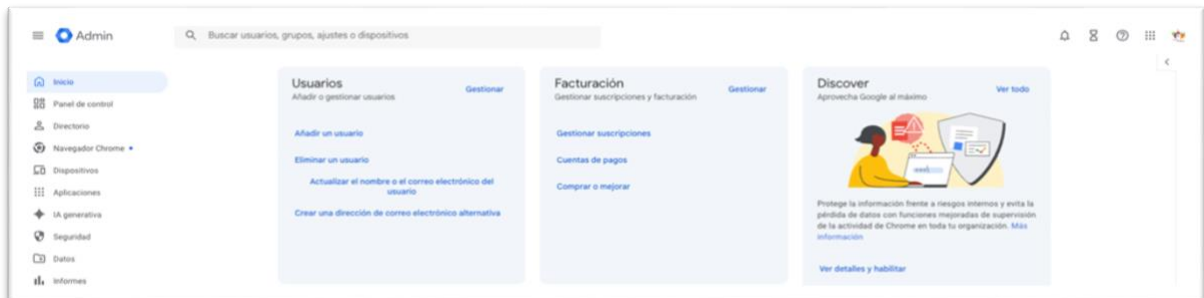 Admin
Buscar usuarios, grupos, ajustes o dispositivos
Inicio
Panel de control
Directorio
Navegador Chrome
Dispositivos
Aplicaciones
IA generativa
Seguridad
Datos
Informes
Usuarios
Añadir o gestionar usuarios
Gestionar
Añadir un usuario
Eliminar un usuario
Actualizar el nombre o el correo electrónico del
usuario
Crear una dirección de correo electrónico alternativa
Facturación
Gestionar suscripciones y facturación
Gestionar
Gestionar suscripciones
Cuentas de pagos
Comprar o mejorar
Discover
Aprovecha Google al máximo
Ver todo
Protege la información frente a riesgos internos y evita la
pérdida de datos con funciones mejoradas de supervisión
de la actividad de Chrome en toda tu organización. Más
información
Ver detalles y habilitar